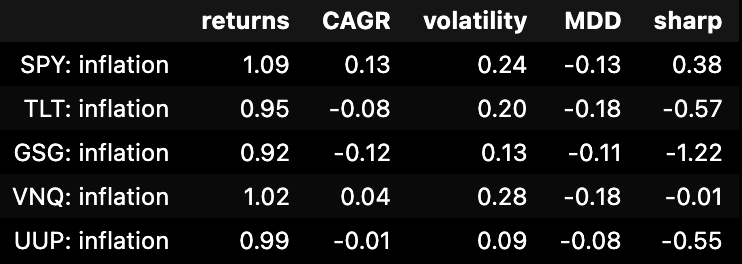 returns CAGR volatility MDD sharp
SPY: inflation 1.09 0.13 0.24 -0.13 0.38
TLT: inflation 0.95 -0.08 0.20 -0.18 -0.57
GSG: inflation 0.92 -0.12 0.13 -0.11 -1.22
VNQ: inflation 1.02 0.04 0.28 -0.18 -0.01
UUP: inflation 0.99 -0.01 0.09 -0.08 -0.55